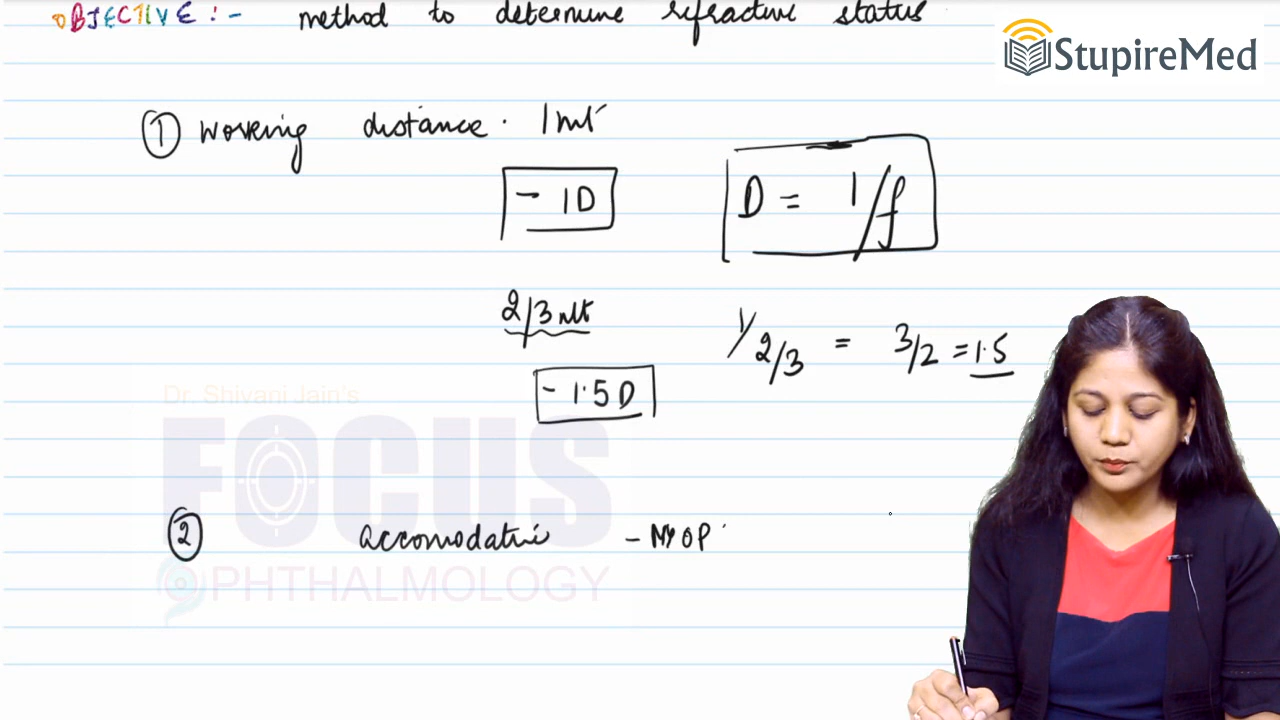 OBJECTIVE :- method to determine refractive status
StupireMed
① Working distance . 1mt
- 1D
D = 1/f
2/3 mt
1/2/3 = 3/2 = 1.5
- 1.5 D
Dr. Shivani Jain's
FOCUS
② accomodatn - MYOP
OPHTHALMOLOGY